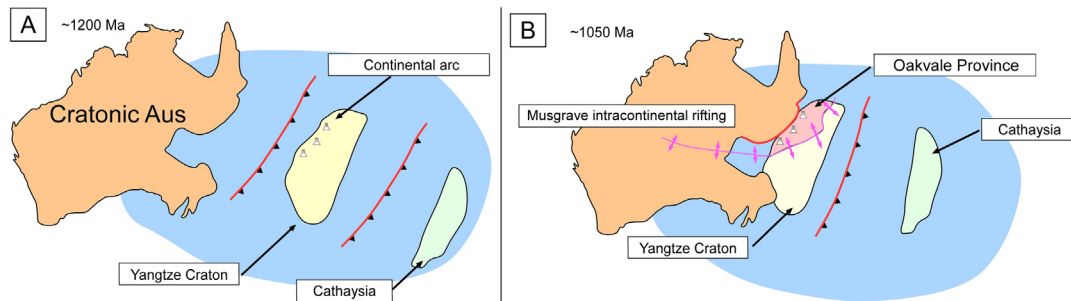 A
~1200 Ma
Continental arc
Cratonic Aus
Yangtze Craton
Cathaysia
B
~1050 Ma
Oakvale Province
Musgrave intracontinental rifting
Cathaysia
Yangtze Craton